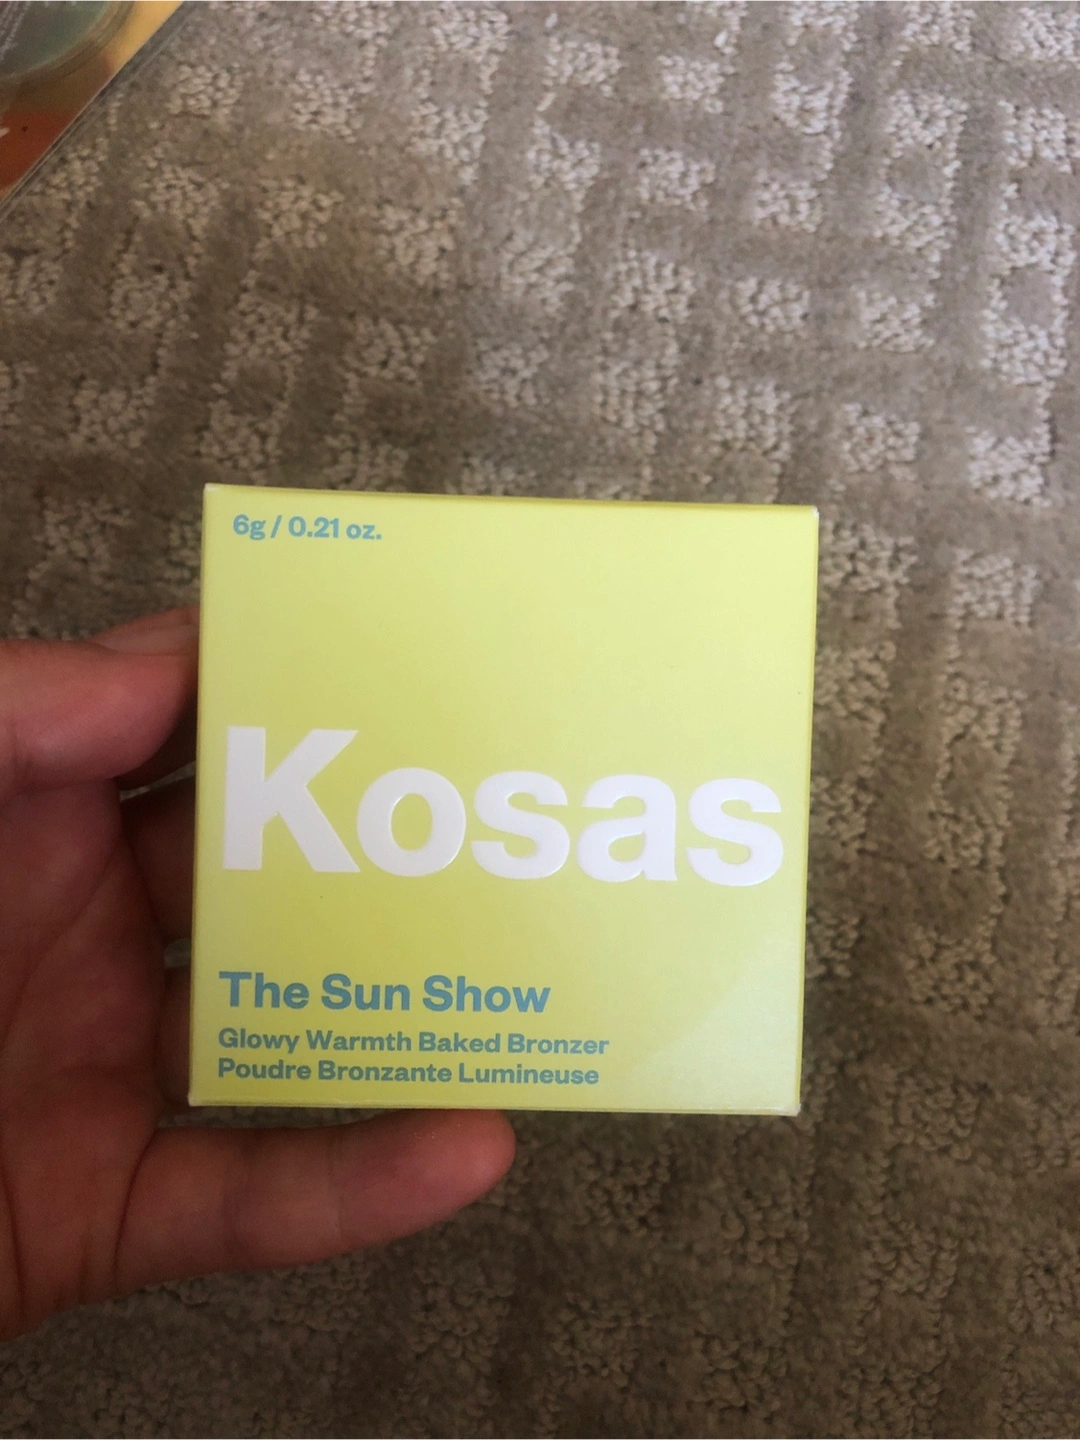 6g / 0.21 oz.
Kosas
The Sun Show
Glowy Warmth Baked Bronzer
Poudre Bronzante Lumineuse